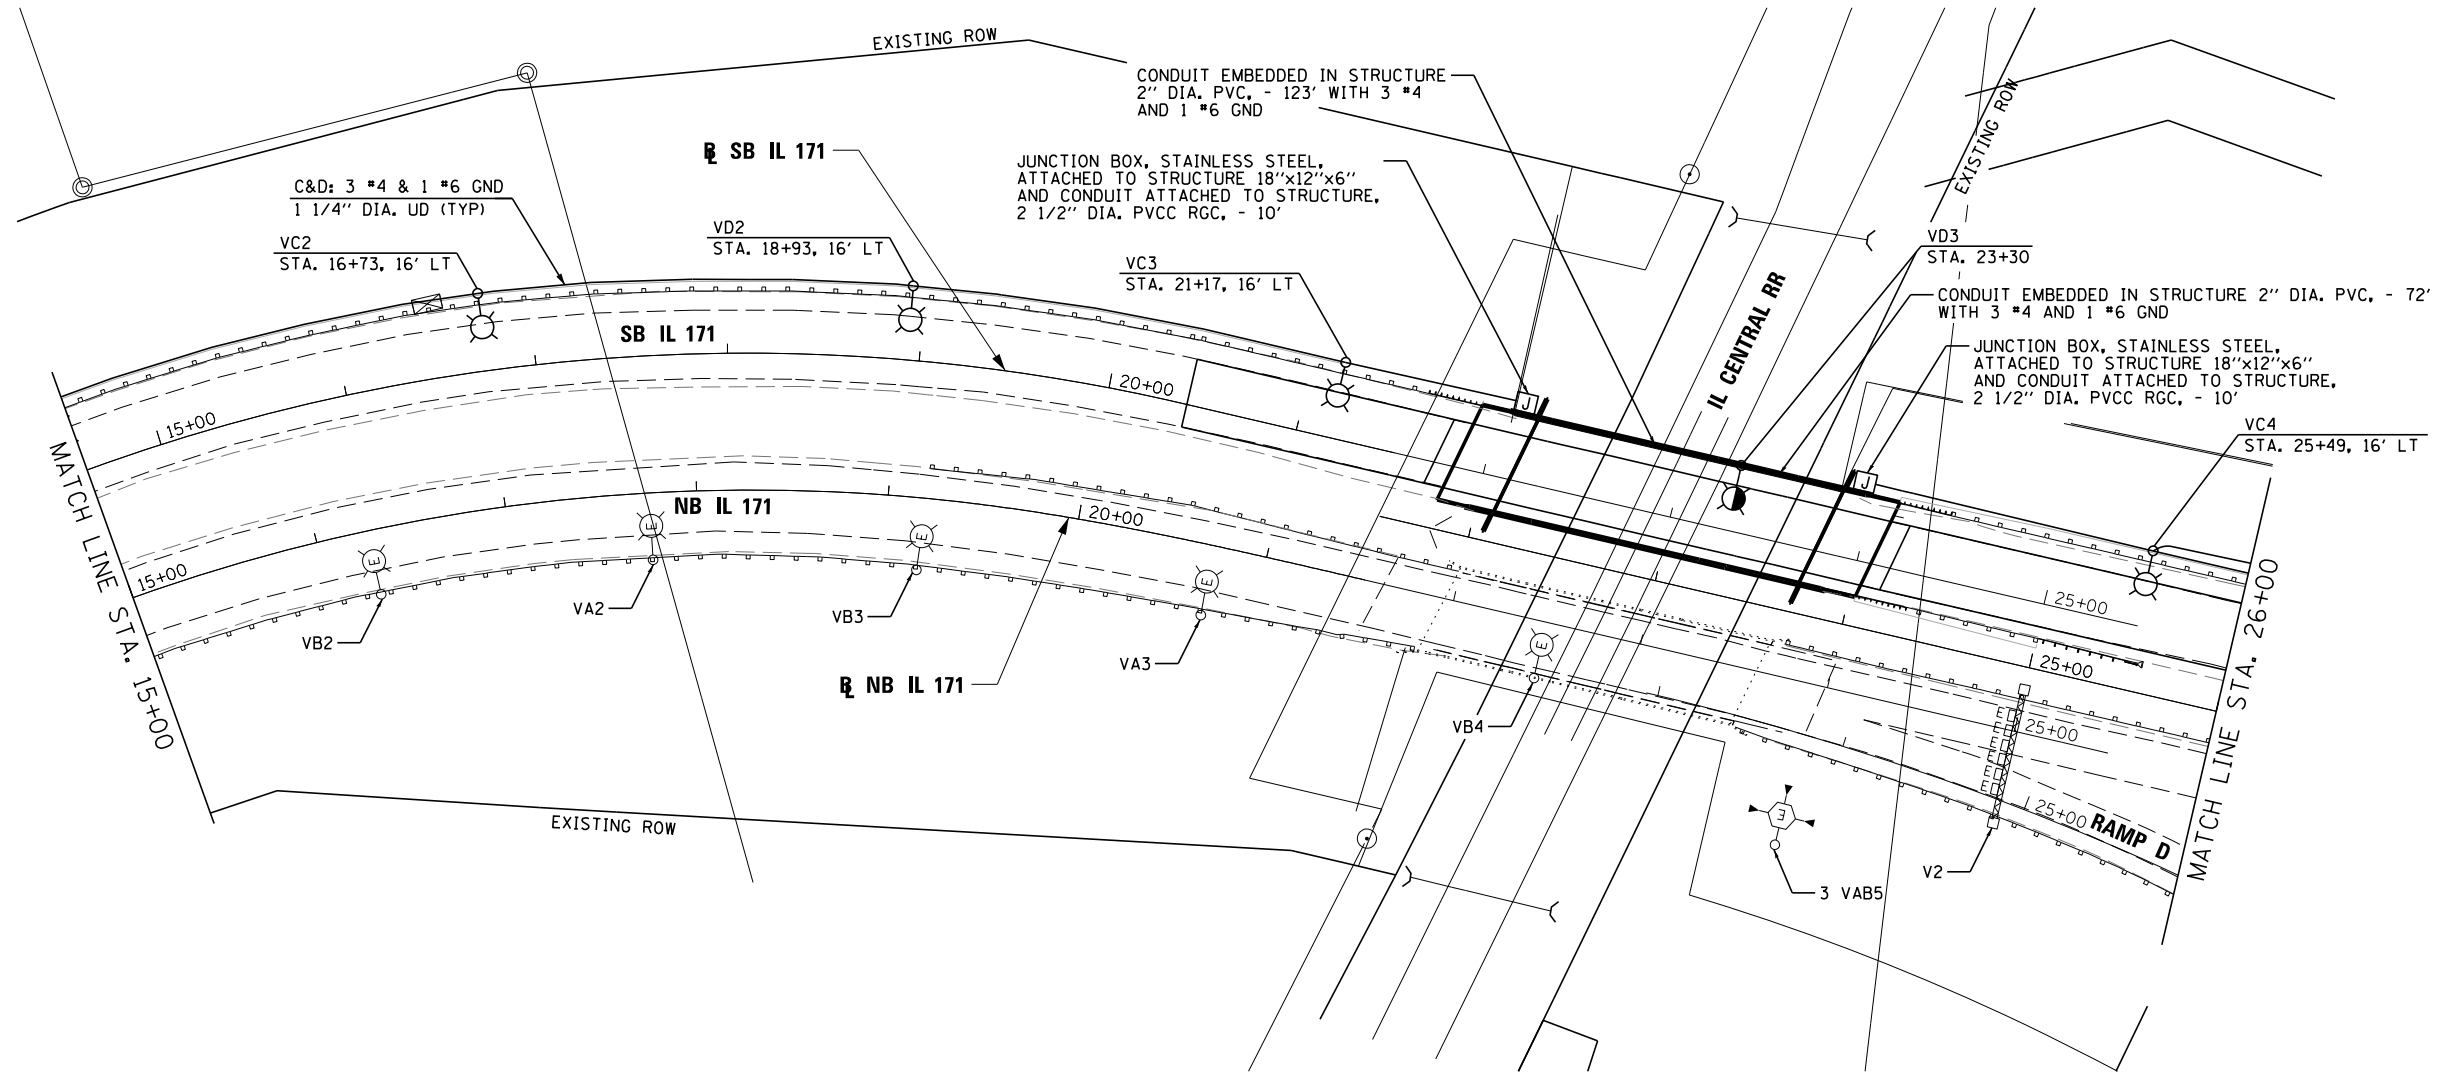 EXISTING ROW
CONDUIT EMBEDDED IN STRUCTURE
2'' DIA. PVC, - 123' WITH 3 #4
AND 1 #6 GND
EXISTING ROW
JUNCTION BOX, STAINLESS STEEL,
ATTACHED TO STRUCTURE 18''x12''x6''
AND CONDUIT ATTACHED TO STRUCTURE,
2 1/2'' DIA. PVCC RGC, - 10'
℄ SB IL 171
C&D: 3 #4 & 1 #6 GND
1 1/4'' DIA. UD (TYP)
VC2
STA. 16+73, 16' LT
VD2
STA. 18+93, 16' LT
VC3
STA. 21+17, 16' LT
VD3
STA. 23+30
CONDUIT EMBEDDED IN STRUCTURE 2'' DIA. PVC, - 72'
WITH 3 #4 AND 1 #6 GND
JUNCTION BOX, STAINLESS STEEL,
ATTACHED TO STRUCTURE 18''x12''x6''
AND CONDUIT ATTACHED TO STRUCTURE,
2 1/2'' DIA. PVCC RGC, - 10'
VC4
STA. 25+49, 16' LT
IL CENTRAL RR
SB IL 171
15+00
20+00
J
J
25+00
MATCH LINE STA. 15+00
NB IL 171
15+00
20+00
25+00
E
E
E
E
E
VB2
VA2
VB3
VA3
VB4
℄ NB IL 171
E
E
E
E
E
E
25+00
25+00
RAMP D
MATCH LINE STA. 26+00
V2
E
3 VAB5
EXISTING ROW